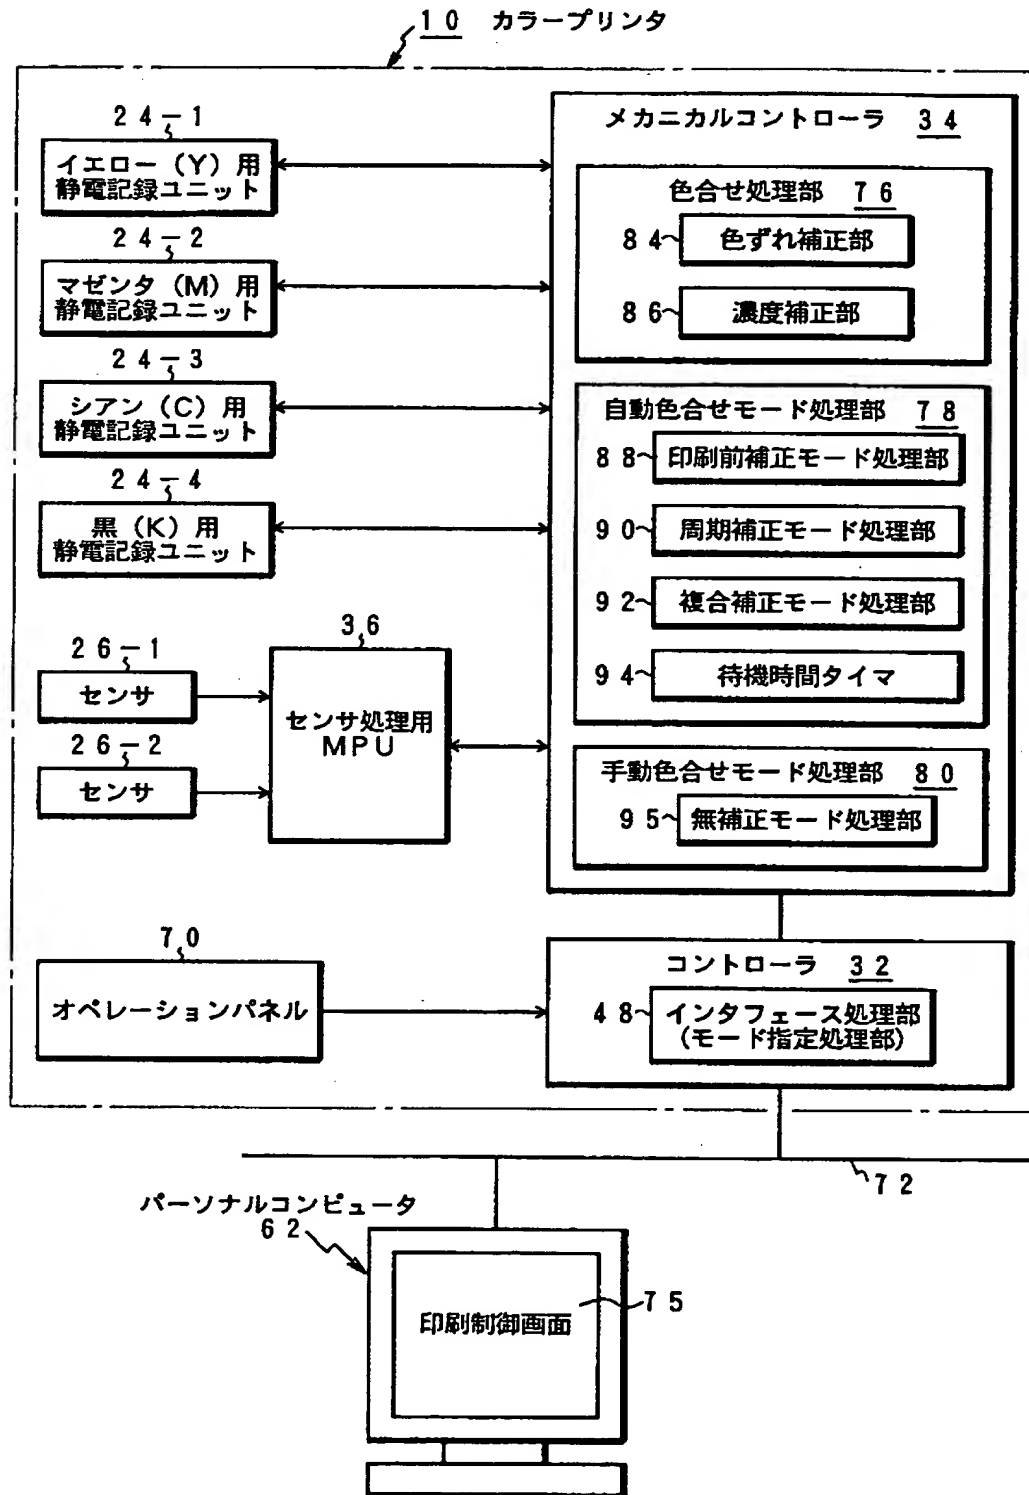 10 カラープリンタ
24-1
イエロー(Y)用
静電記録ユニット
24-2
マゼンタ(M)用
静電記録ユニット
24-3
シアン(C)用
静電記録ユニット
24-4
黒(K)用
静電記録ユニット
26-1
センサ
26-2
センサ
36
センサ処理用
MPU
メカニカルコントローラ 34
色合せ処理部 76
84 色ずれ補正部
86 濃度補正部
自動色合せモード処理部 78
88 印刷前補正モード処理部
90 周期補正モード処理部
92 複合補正モード処理部
94 待機時間タイマ
手動色合せモード処理部 80
95 無補正モード処理部
70
オペレーションパネル
コントローラ 32
48 インタフェース処理部
(モード指定処理部)
72
パーソナルコンピュータ
62
印刷制御画面
75